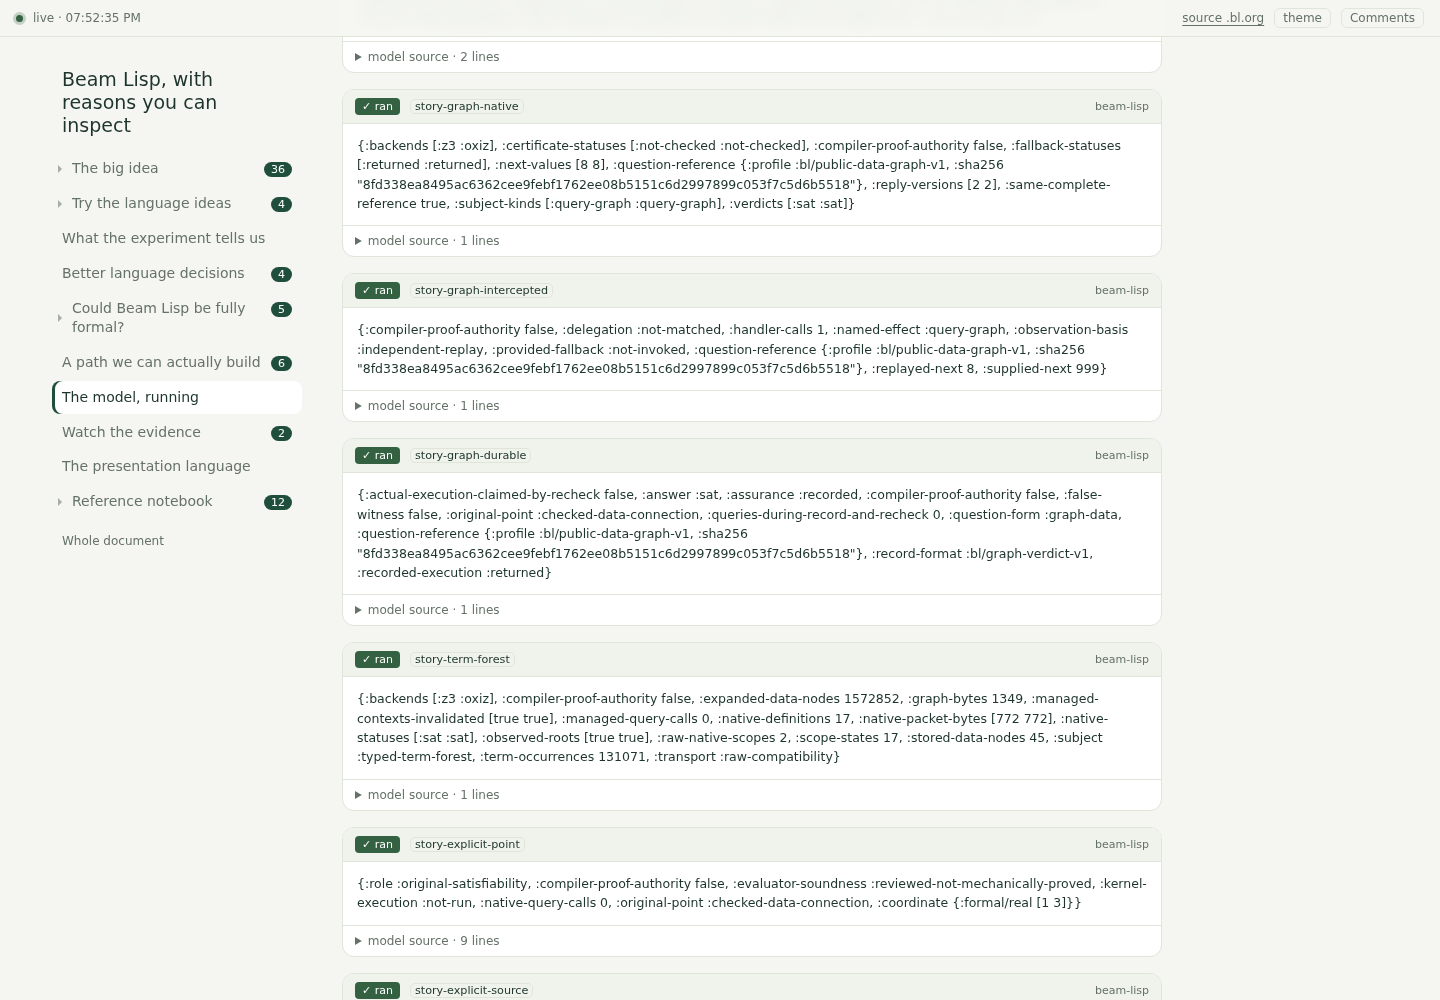 live · 07:52:35 PM
source .bl.org
theme
Comments
Beam Lisp, with
reasons you can
inspect
The big idea
36
Try the language ideas
4
What the experiment tells us
Better language decisions
4
Could Beam Lisp be fully
formal?
5
A path we can actually build
6
The model, running
Watch the evidence
2
The presentation language
Reference notebook
12
Whole document
model source · 2 lines
✓ ran
story-graph-native
beam-lisp
{:backends [:z3 :oxiz], :certificate-statuses [:not-checked :not-checked], :compiler-proof-authority false, :fallback-statuses
[:returned :returned], :next-values [8 8], :question-reference {:profile :bl/public-data-graph-v1, :sha256
"8fd338ea8495ac6362cee9febf1762ee08b5151c6d2997899c053f7c5d6b5518"}, :reply-versions [2 2], :same-complete-
reference true, :subject-kinds [:query-graph :query-graph], :verdicts [:sat :sat]}
model source · 1 lines
✓ ran
story-graph-intercepted
beam-lisp
{:compiler-proof-authority false, :delegation :not-matched, :handler-calls 1, :named-effect :query-graph, :observation-basis
:independent-replay, :provided-fallback :not-invoked, :question-reference {:profile :bl/public-data-graph-v1, :sha256
"8fd338ea8495ac6362cee9febf1762ee08b5151c6d2997899c053f7c5d6b5518"}, :replayed-next 8, :supplied-next 999}
model source · 1 lines
✓ ran
story-graph-durable
beam-lisp
{:actual-execution-claimed-by-recheck false, :answer :sat, :assurance :recorded, :compiler-proof-authority false, :false-
witness false, :original-point :checked-data-connection, :queries-during-record-and-recheck 0, :question-form :graph-data,
:question-reference {:profile :bl/public-data-graph-v1, :sha256
"8fd338ea8495ac6362cee9febf1762ee08b5151c6d2997899c053f7c5d6b5518"}, :record-format :bl/graph-verdict-v1,
:recorded-execution :returned}
model source · 1 lines
✓ ran
story-term-forest
beam-lisp
{:backends [:z3 :oxiz], :compiler-proof-authority false, :expanded-data-nodes 1572852, :graph-bytes 1349, :managed-
contexts-invalidated [true true], :managed-query-calls 0, :native-definitions 17, :native-packet-bytes [772 772], :native-
statuses [:sat :sat], :observed-roots [true true], :raw-native-scopes 2, :scope-states 17, :stored-data-nodes 45, :subject
:typed-term-forest, :term-occurrences 131071, :transport :raw-compatibility}
model source · 1 lines
✓ ran
story-explicit-point
beam-lisp
{:role :original-satisfiability, :compiler-proof-authority false, :evaluator-soundness :reviewed-not-mechanically-proved, :kernel-
execution :not-run, :native-query-calls 0, :original-point :checked-data-connection, :coordinate {:formal/real [1 3]}}
model source · 9 lines
✓ ran
story-explicit-source
beam-lisp